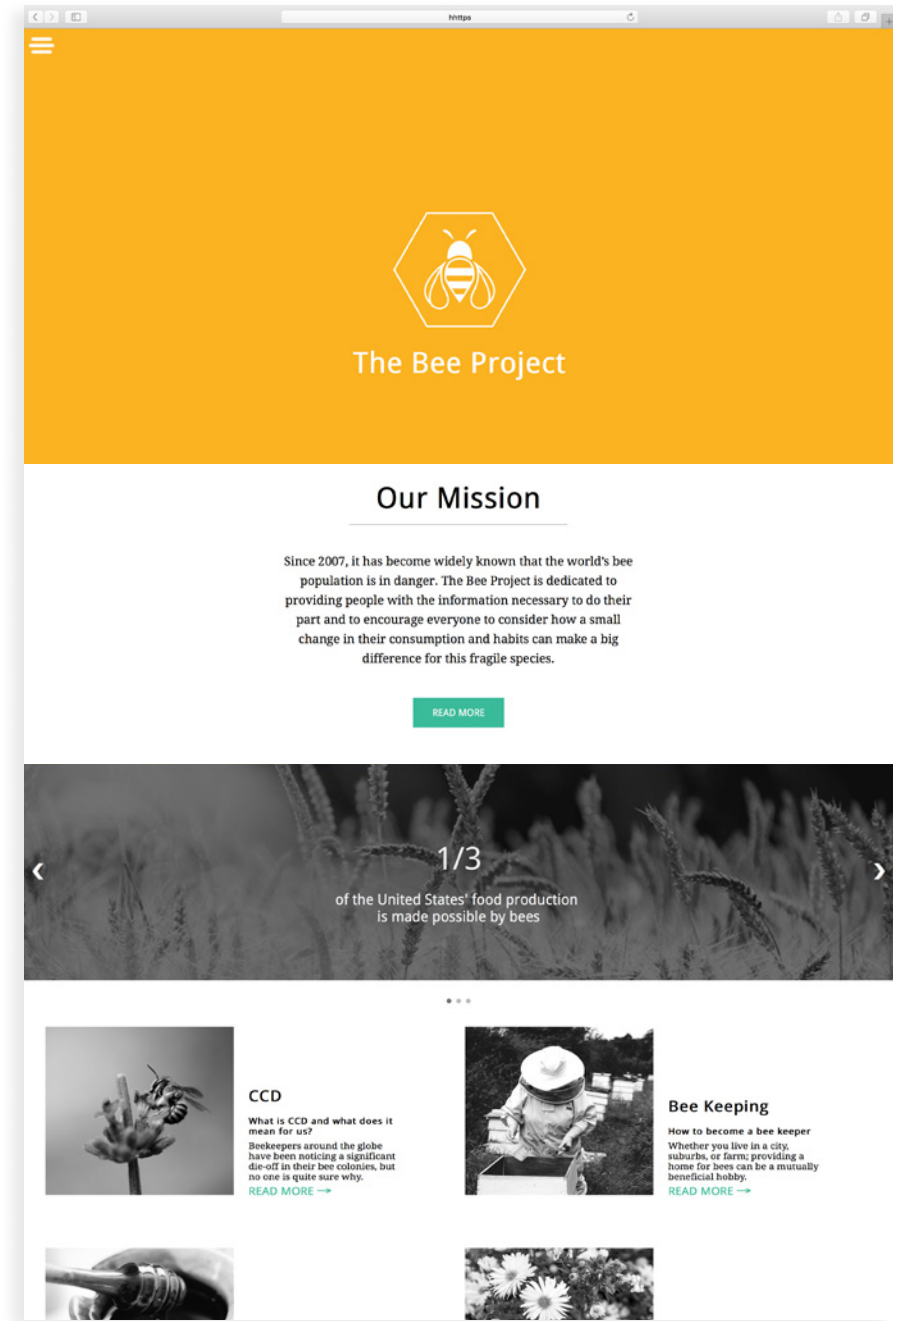 hhttps
The Bee Project
Our Mission
Since 2007, it has become widely known that the world's bee
population is in danger. The Bee Project is dedicated to
providing people with the information necessary to do their
part and to encourage everyone to consider how a small
change in their consumption and habits can make a big
difference for this fragile species.
READ MORE
1/3
of the United States' food production
is made possible by bees
CCD
What is CCD and what does it
mean for us?
Beekeepers around the globe
have been noticing a significant
die-off in their bee colonies, but
no one is quite sure why.
READ MORE →
Bee Keeping
How to become a bee keeper
Whether you live in a city,
suburbs, or farm; providing a
home for bees can be a mutually
beneficial hobby.
READ MORE →